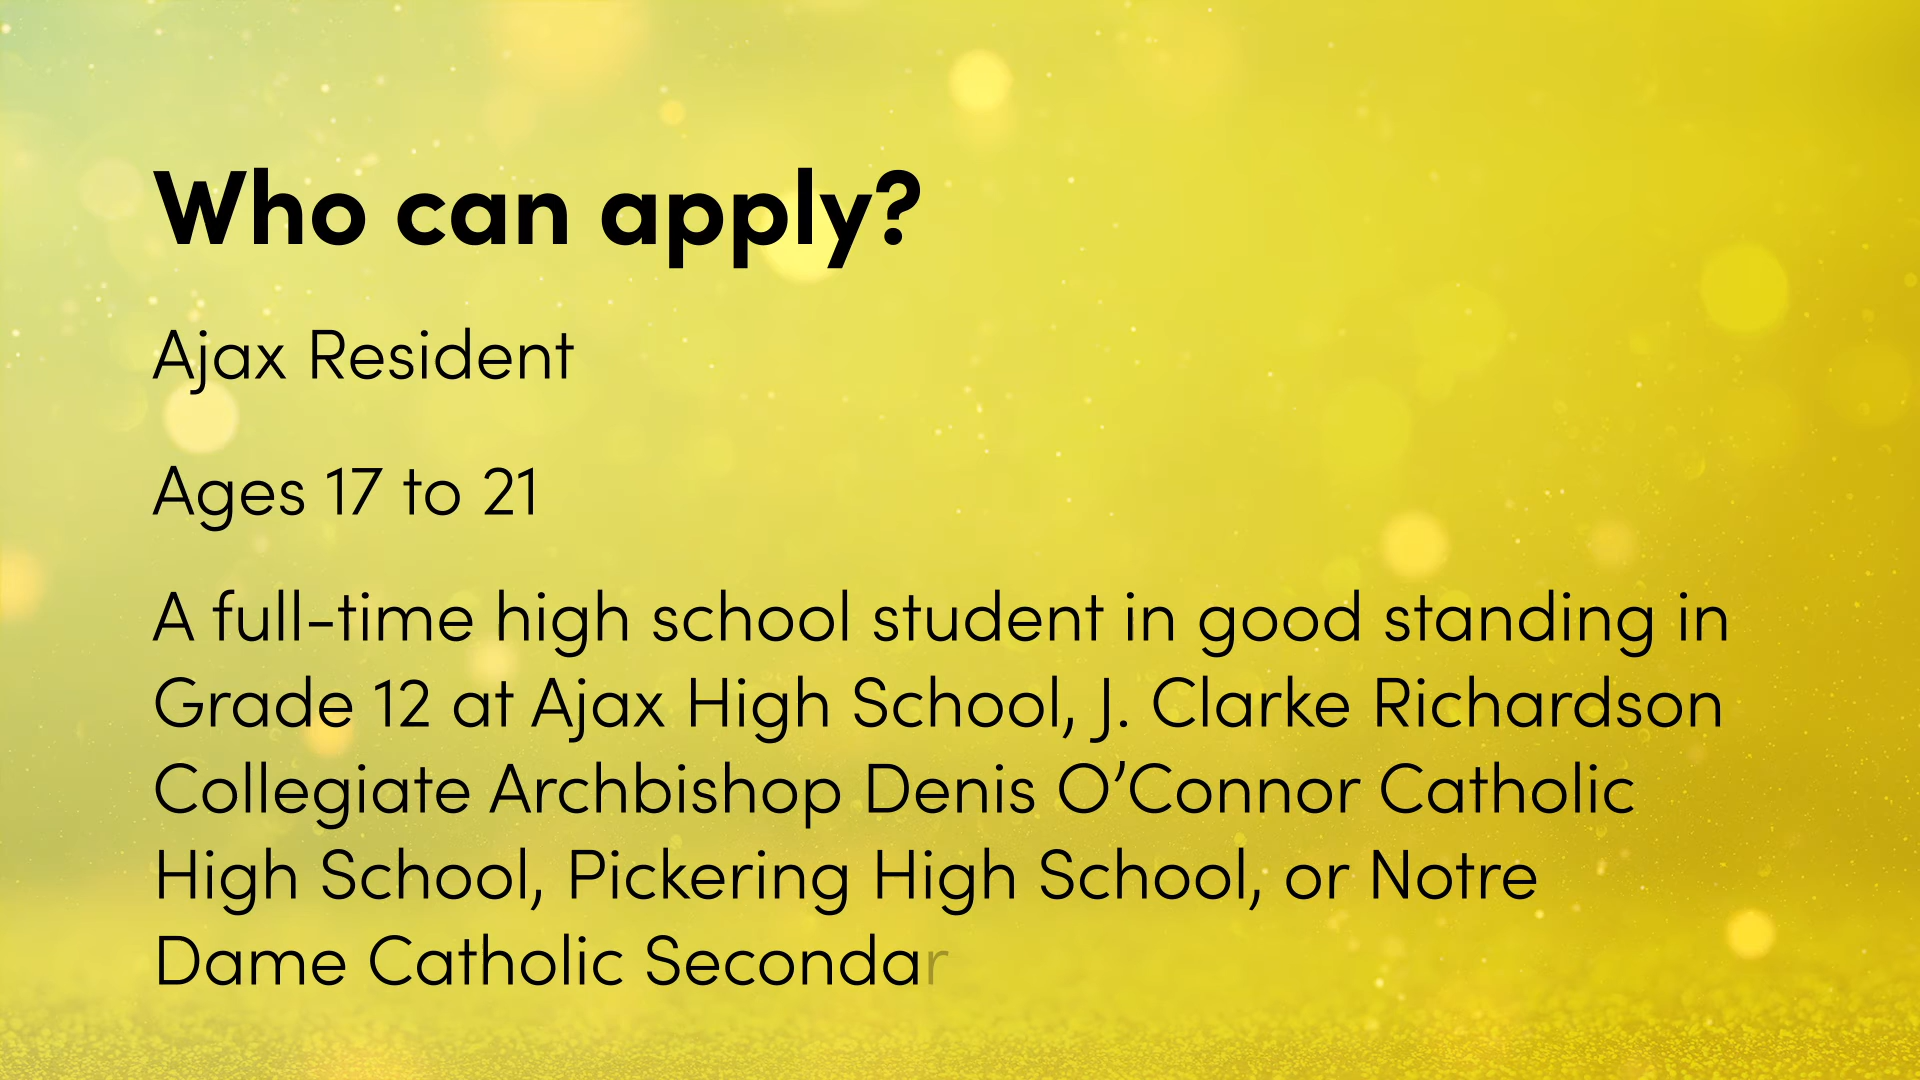 Who can apply?
Ajax Resident
Ages 17 to 21
A full-time high school student in good standing in
Grade 12 at Ajax High School, J. Clarke Richardson
Collegiate Archbishop Denis O’Connor Catholic
High School, Pickering High School, or Notre
Dame Catholic Secondar